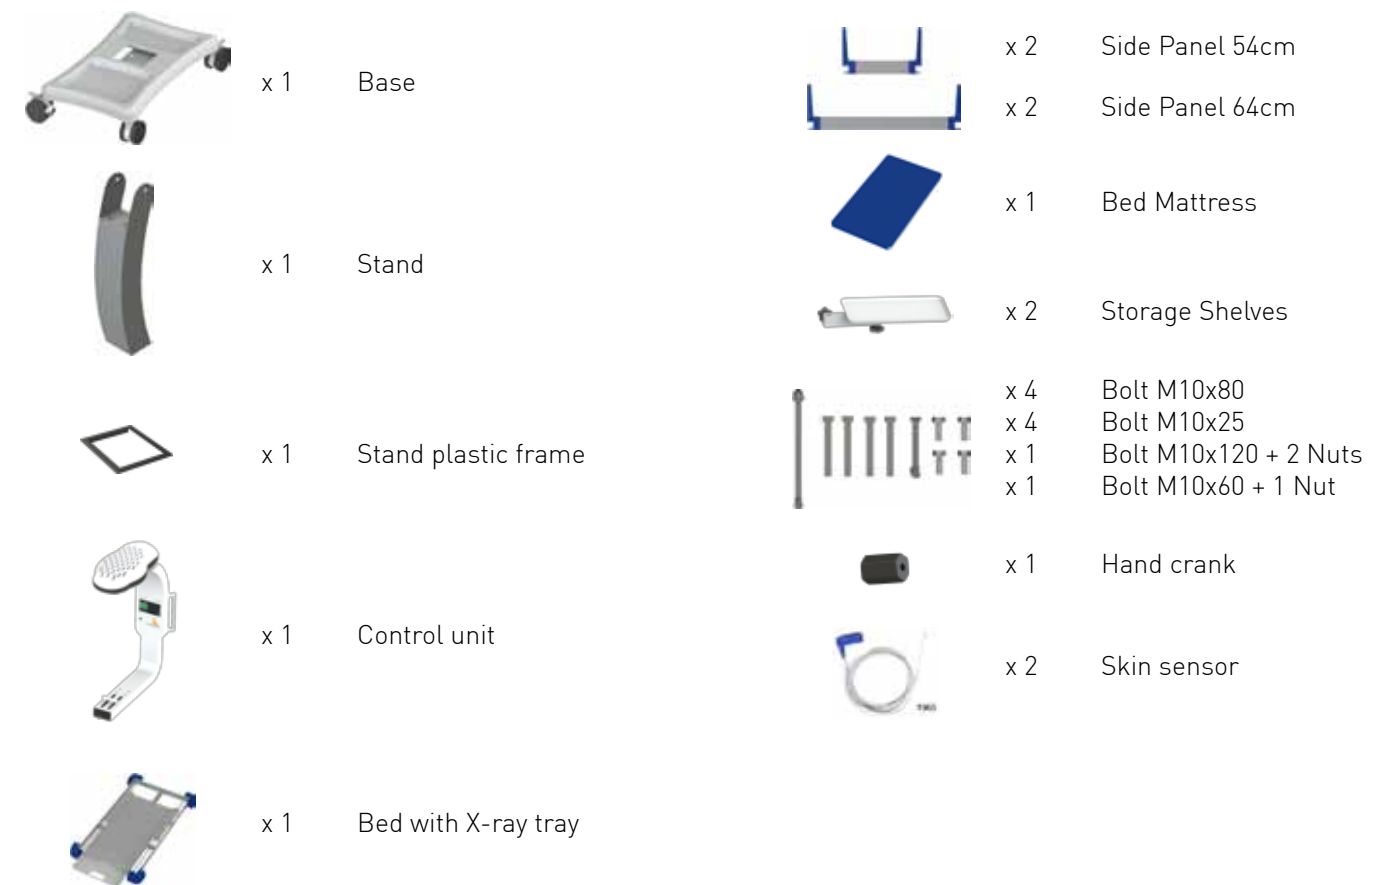 x 1 Base
x 1 Stand
x 1 Stand plastic frame
x 1 Control unit
x 1 Bed with X-ray tray
x 2 Side Panel 54cm
x 2 Side Panel 64cm
x 1 Bed Mattress
x 2 Storage Shelves
x 4 Bolt M10x80
x 4 Bolt M10x25
x 1 Bolt M10x120 + 2 Nuts
x 1 Bolt M10x60 + 1 Nut
x 1 Hand crank
x 2 Skin sensor